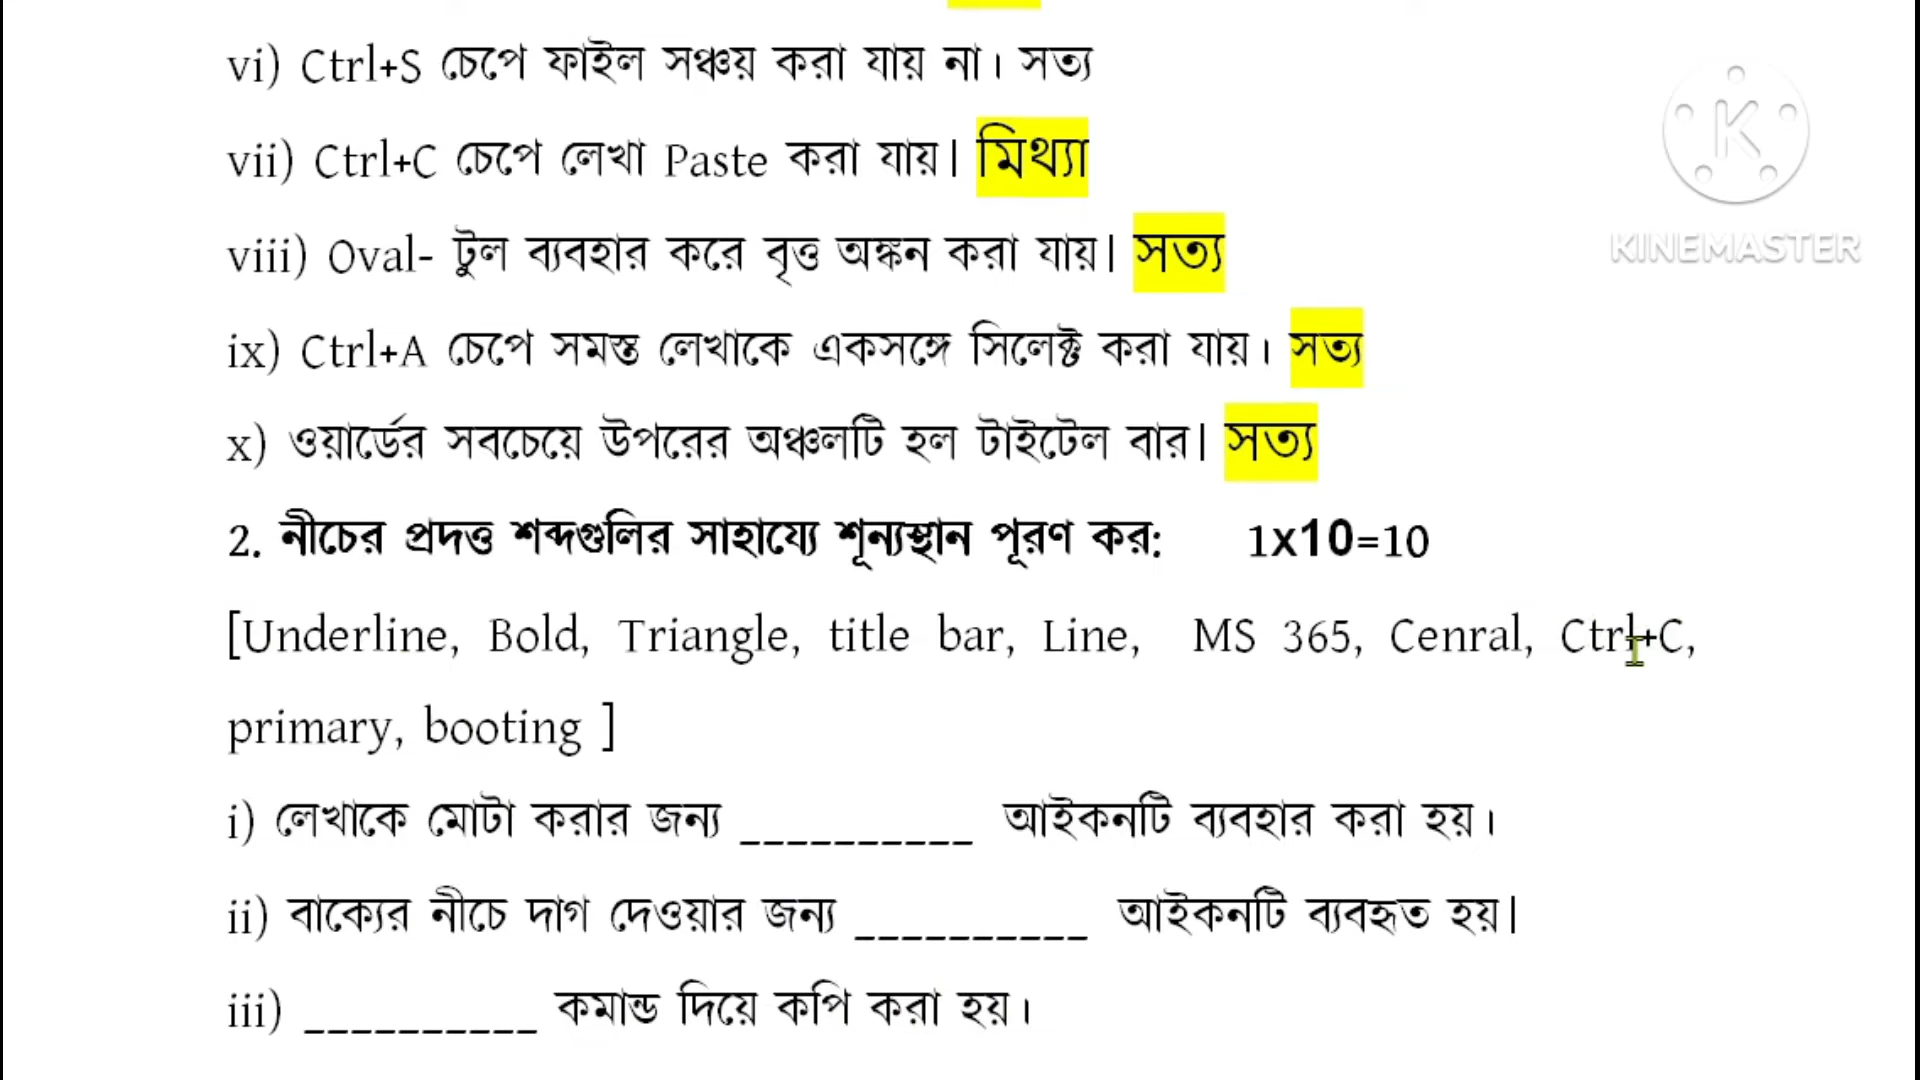 vi) Ctrl+S চেপে ফাইল সঞ্চয় করা যায় না। সত্য
vii) Ctrl+C চেপে লেখা Paste করা যায়| মিথ্যা
viii) Oval- টুল ব্যবহার করে বৃত্ত অঙ্কন করা যায়| সত্য
ix) Ctrl+A চেপে সমস্ত লেখাকে একসঙ্গে সিলেক্ট করা যায়। সত্য
x) ওয়ার্ডের সবচেয়ে উপরের অঞ্চলটি হল টাইটেল বার| সত্য
2. নীচের প্রদত্ত শব্দগুলির সাহায্যে শূন্যস্থান পূরণ কর: 1x10=10
[Underline, Bold, Triangle, title bar, Line, MS 365, Cenral, Ctrl+C,
primary, booting ]
i) লেখাকে মোটা করার জন্য __________ আইকনটি ব্যবহার করা হয়।
ii) বাক্যের নীচে দাগ দেওয়ার জন্য __________ আইকনটি ব্যবহৃত হয়|
iii) __________ কমান্ড দিয়ে কপি করা হয়।
K
KINEMASTER